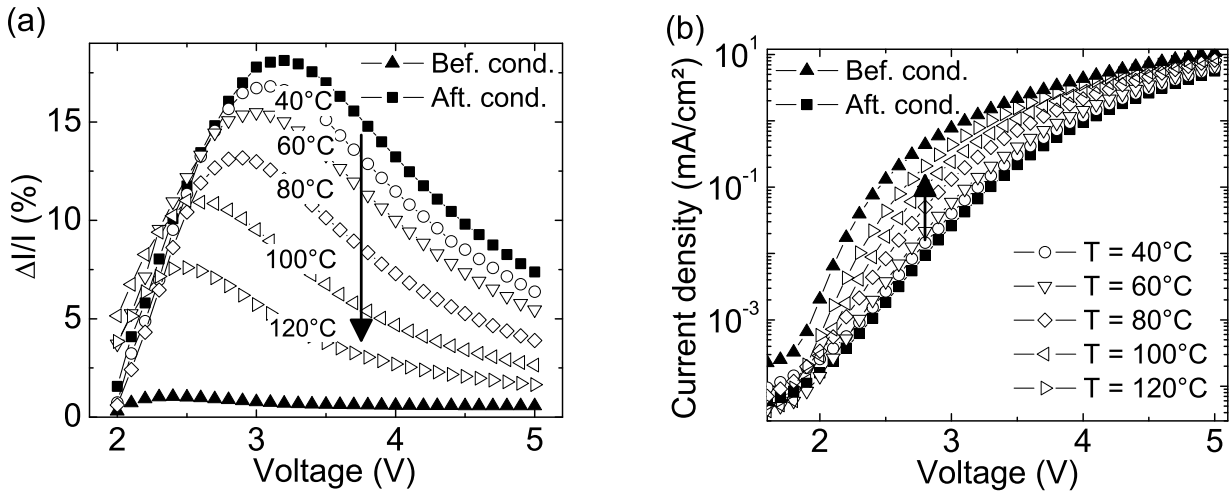 (a)
ΔI/I (%)
15
10
5
0
Bef. cond.
Aft. cond.
40°C
60°C
80°C
100°C
120°C
2 3 4 5
Voltage (V)
(b)
Current density (mA/cm²)
10¹
10⁻¹
10⁻³
Bef. cond.
Aft. cond.
T = 40°C
T = 60°C
T = 80°C
T = 100°C
T = 120°C
2 3 4 5
Voltage (V)